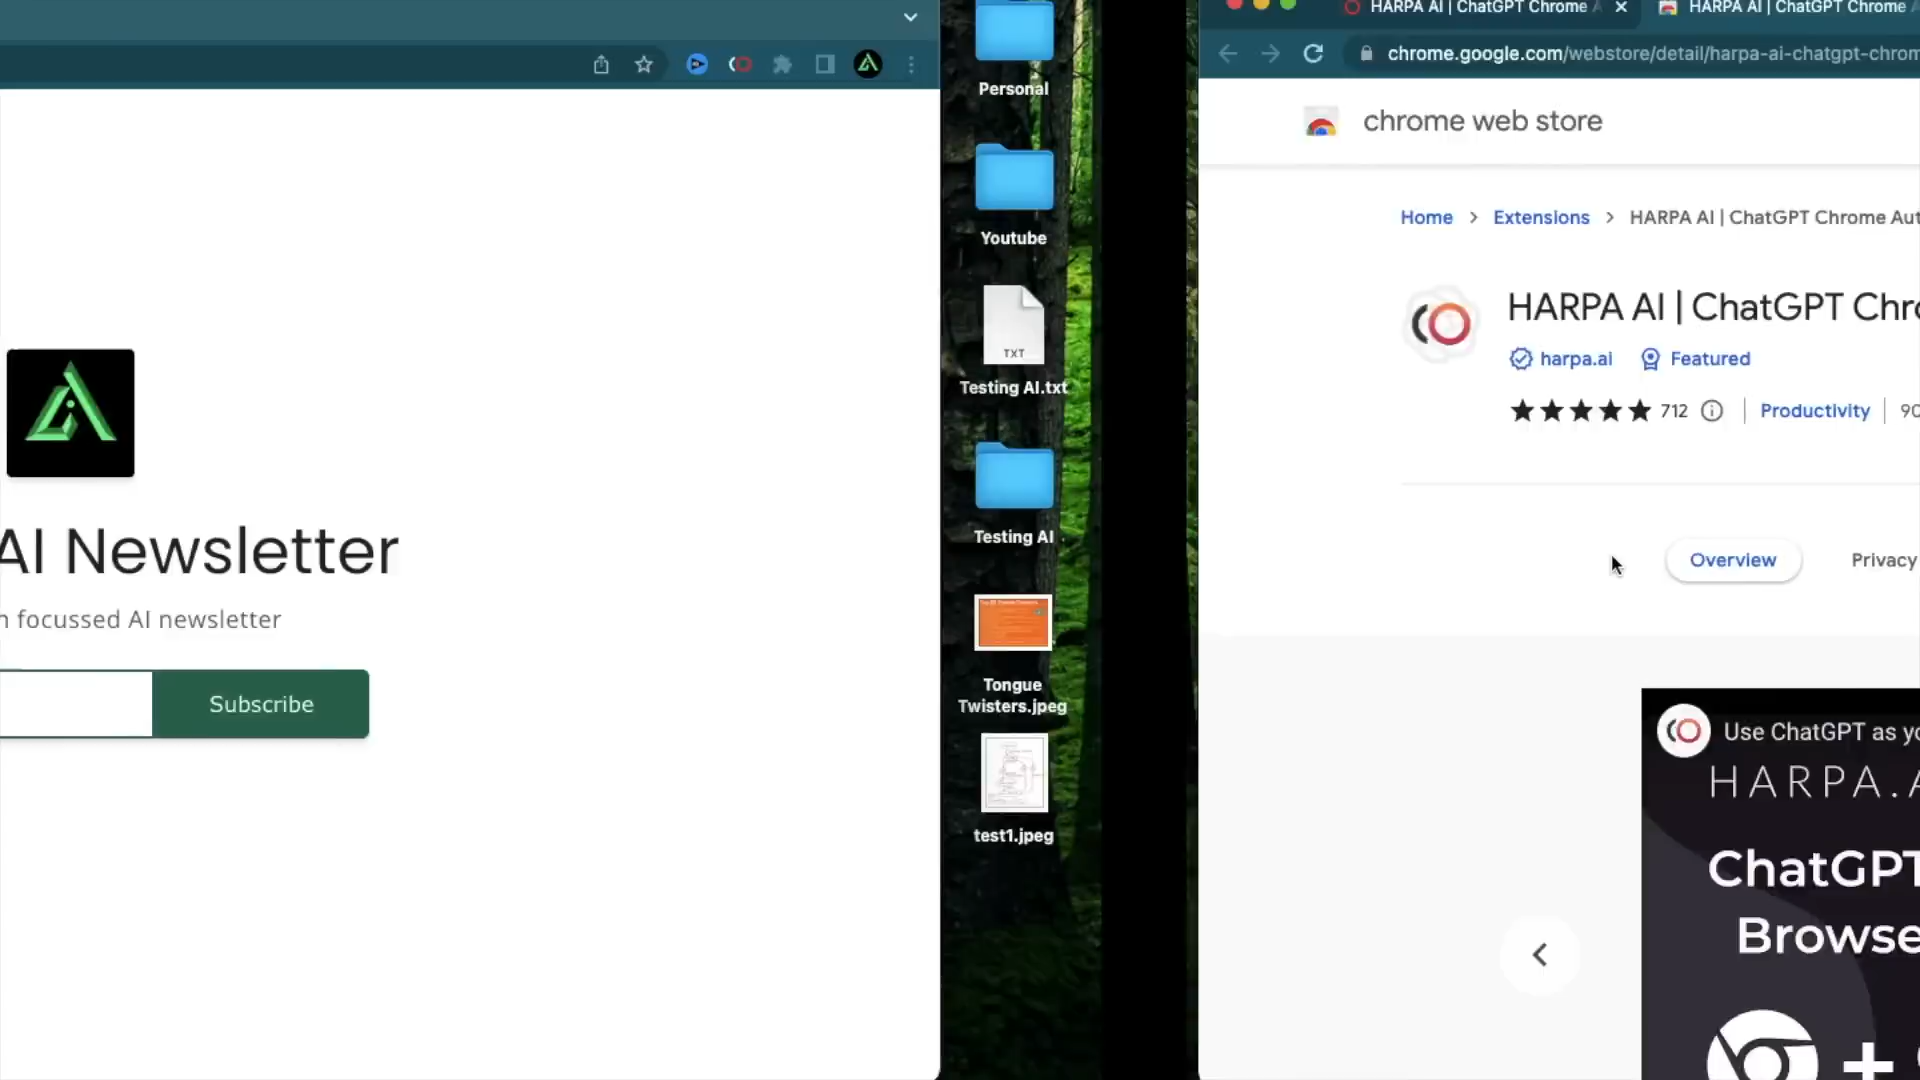 AI Newsletter
focussed AI newsletter
Subscribe
Personal
Youtube
TXT
Testing AI.txt
Testing AI
Tongue
Twisters.jpeg
test1.jpeg
HARPA AI | ChatGPT Chrome
HARPA AI | ChatGPT Chrome
chrome.google.com/webstore/detail/harpa-ai-chatgpt-chrom
chrome web store
Home > Extensions > HARPA AI | ChatGPT Chrome Aut
HARPA AI | ChatGPT Chro
harpa.ai Featured
712 Productivity 90
Overview Privacy
Use ChatGPT as yo
HARPA.A
ChatGPT
Browse
+